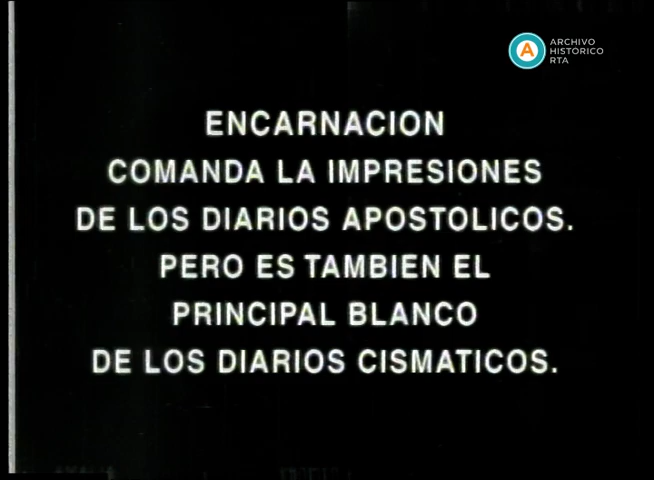 ARCHIVO
HISTORICO
RTA
ENCARNACION
COMANDA LA IMPRESIONES
DE LOS DIARIOS APOSTOLICOS.
PERO ES TAMBIEN EL
PRINCIPAL BLANCO
DE LOS DIARIOS CISMATICOS.